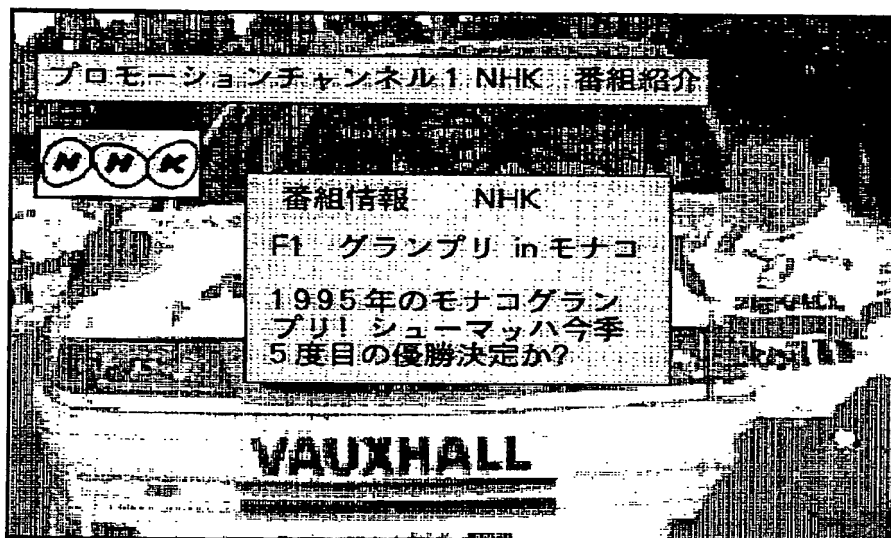 プロモーションチャンネル1 NHK 番組紹介
NHK
番組情報 NHK
F1 グランプリ in モナコ
1995年のモナコグラン
プリ! シューマッハ今季
5度目の優勝決定か?
VAUXHALL